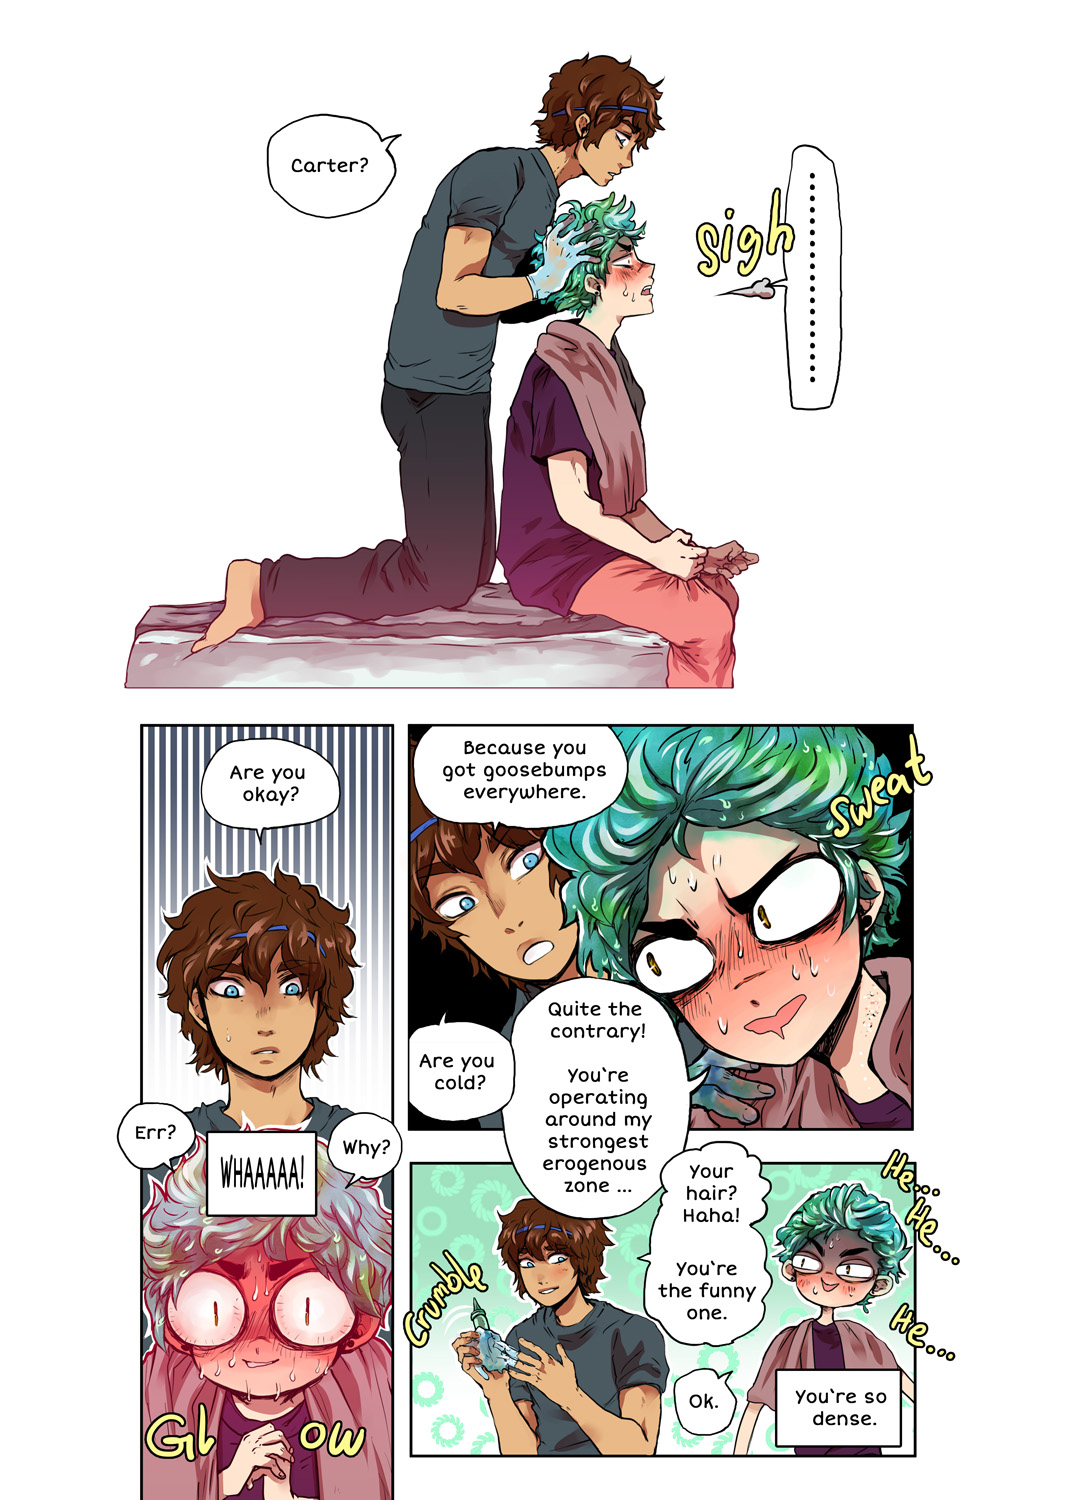 Carter?
sigh
..................
Are you
okay?
Err?
WHAAAAA!
Why?
Glow
Because you
got goosebumps
everywhere.
sweat
Are you
cold?
Quite the
contrary!
You're
operating
around my
strongest
erogenous
zone ...
Crumble
Your
hair?
Haha!
You're
the funny
one.
Ok.
He...
He...
He...
You're so
dense.